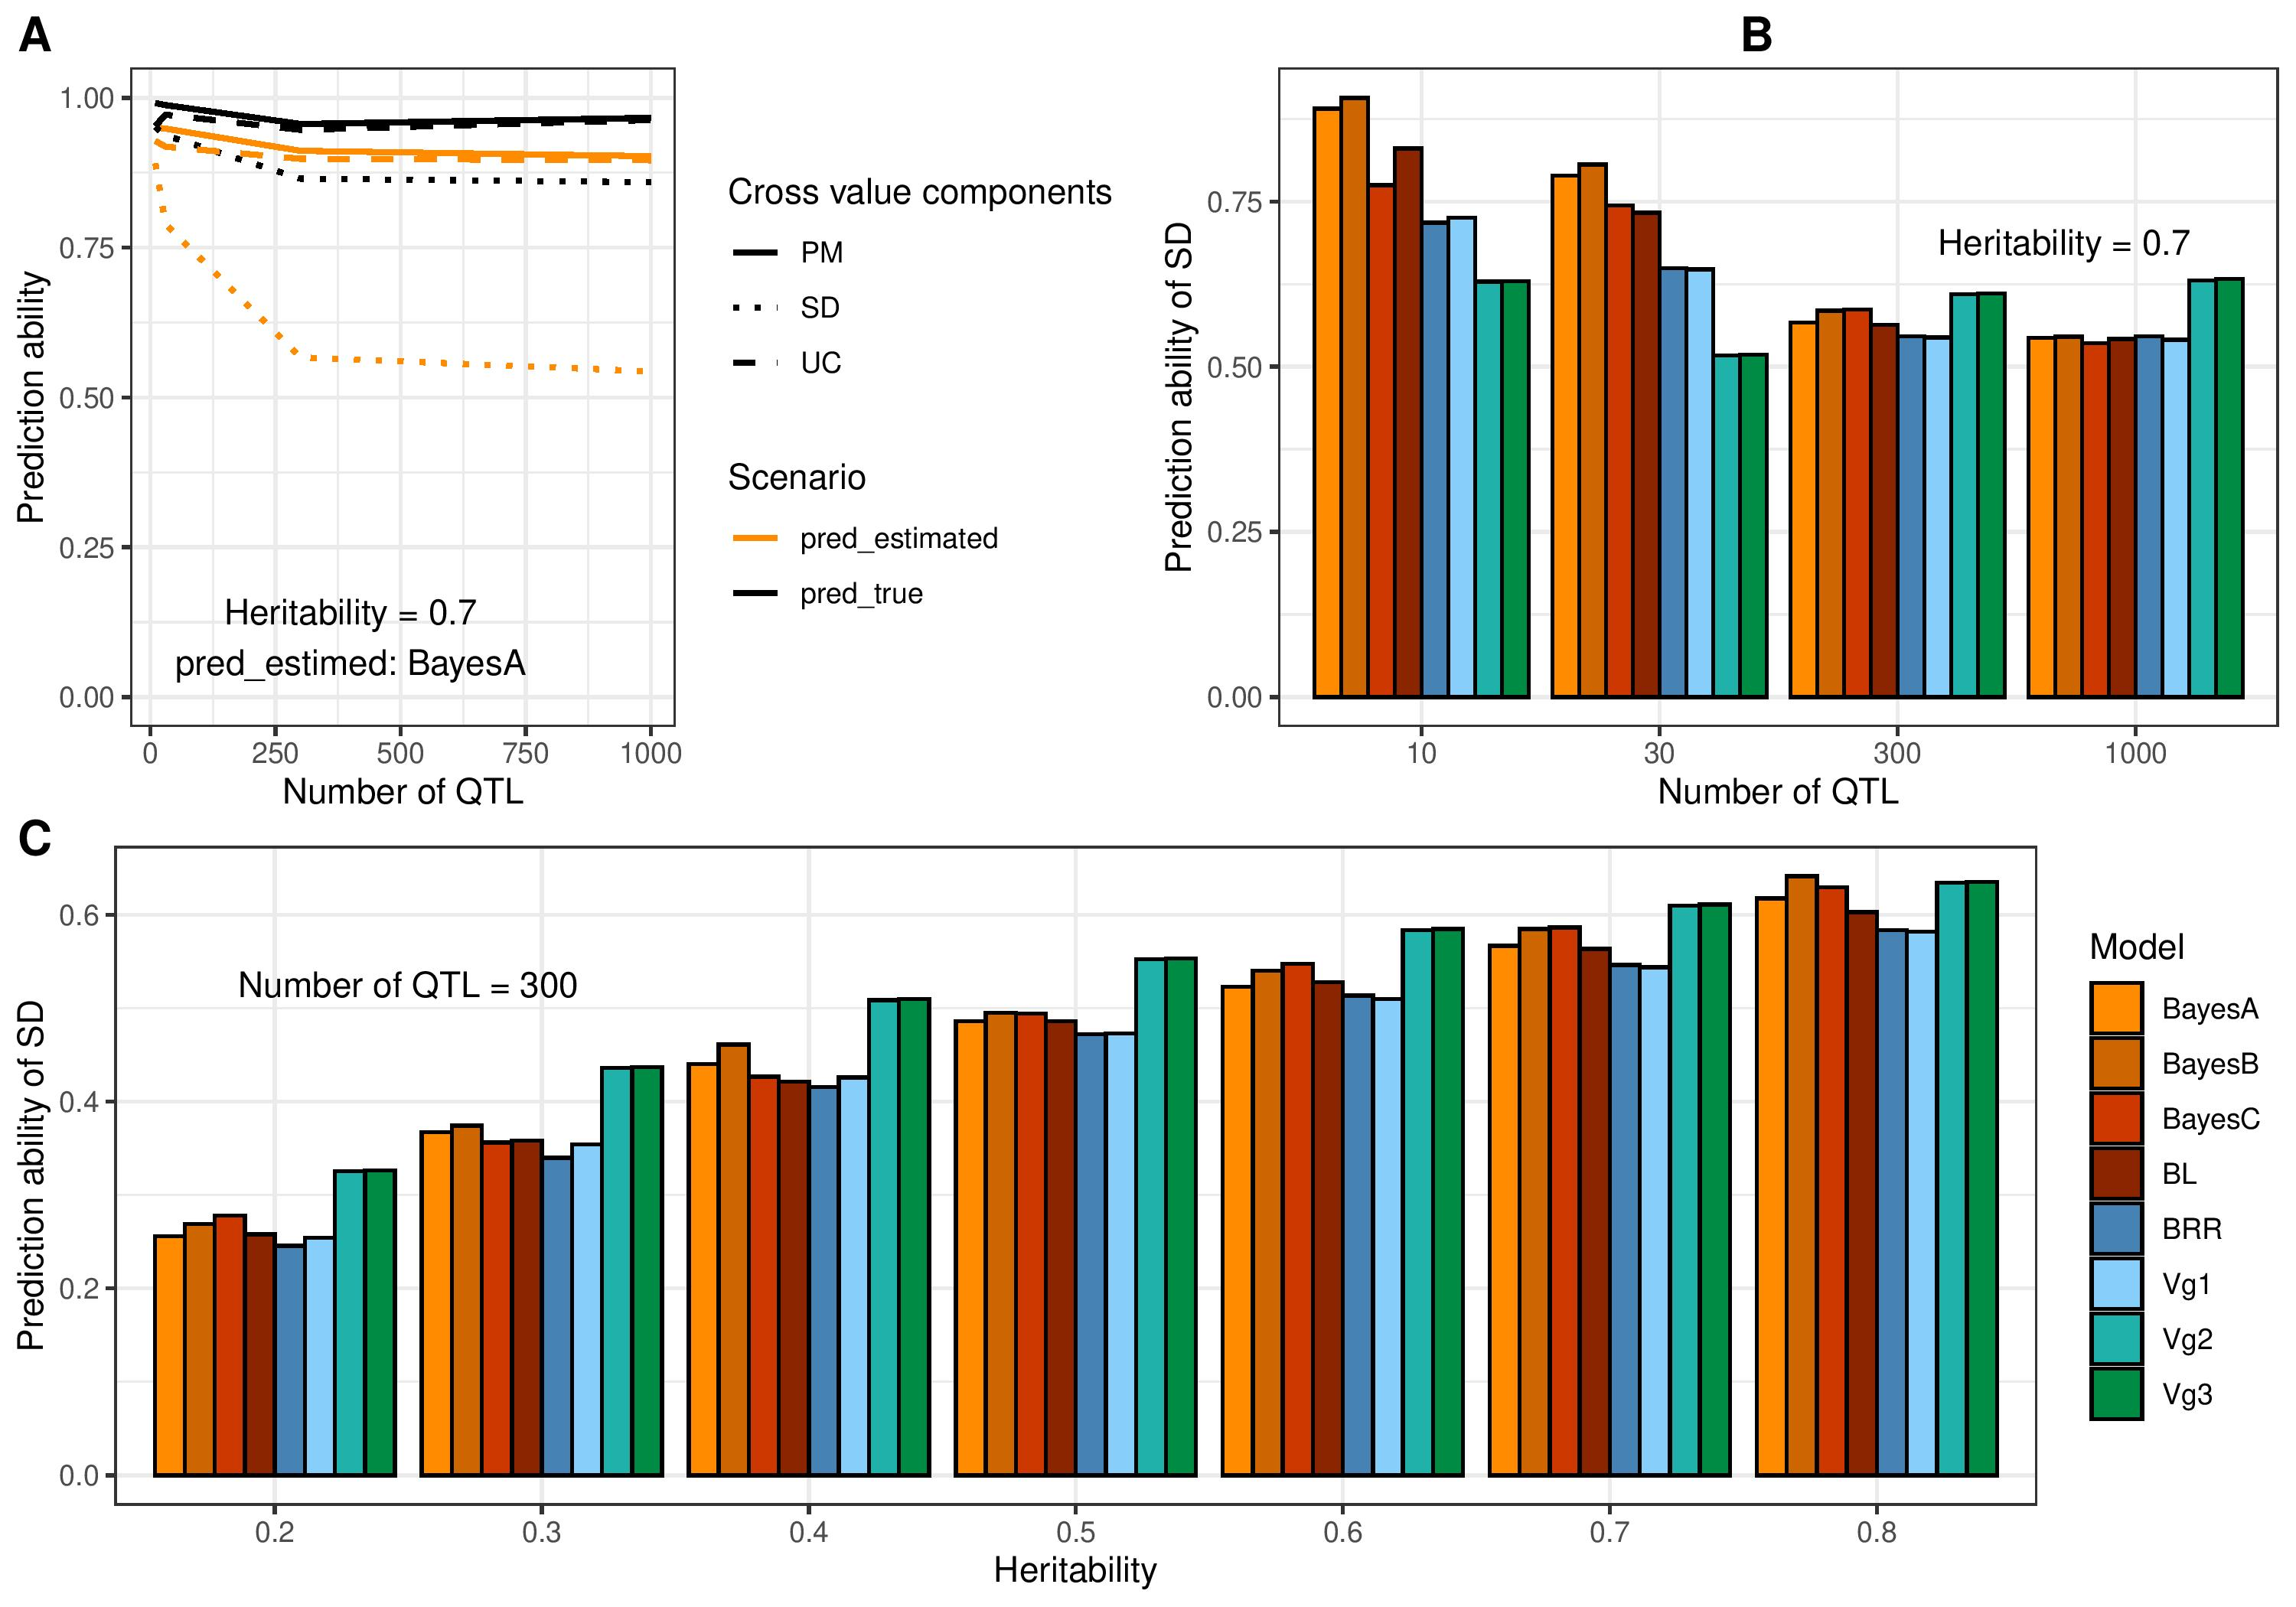 A
1.00
0.75
0.50
0.25
0.00
Prediction ability
Heritability = 0.7
pred_estimed: BayesA
0
250
500
750
1000
Number of QTL
Cross value components
PM
SD
UC
Scenario
pred_estimated
pred_true
B
0.75
0.50
0.25
0.00
Prediction ability of SD
Heritability = 0.7
10
30
300
1000
Number of QTL
C
0.6
0.4
0.2
0.0
Prediction ability of SD
Number of QTL = 300
0.2
0.3
0.4
0.5
0.6
0.7
0.8
Heritability
Model
BayesA
BayesB
BayesC
BL
BRR
Vg1
Vg2
Vg3